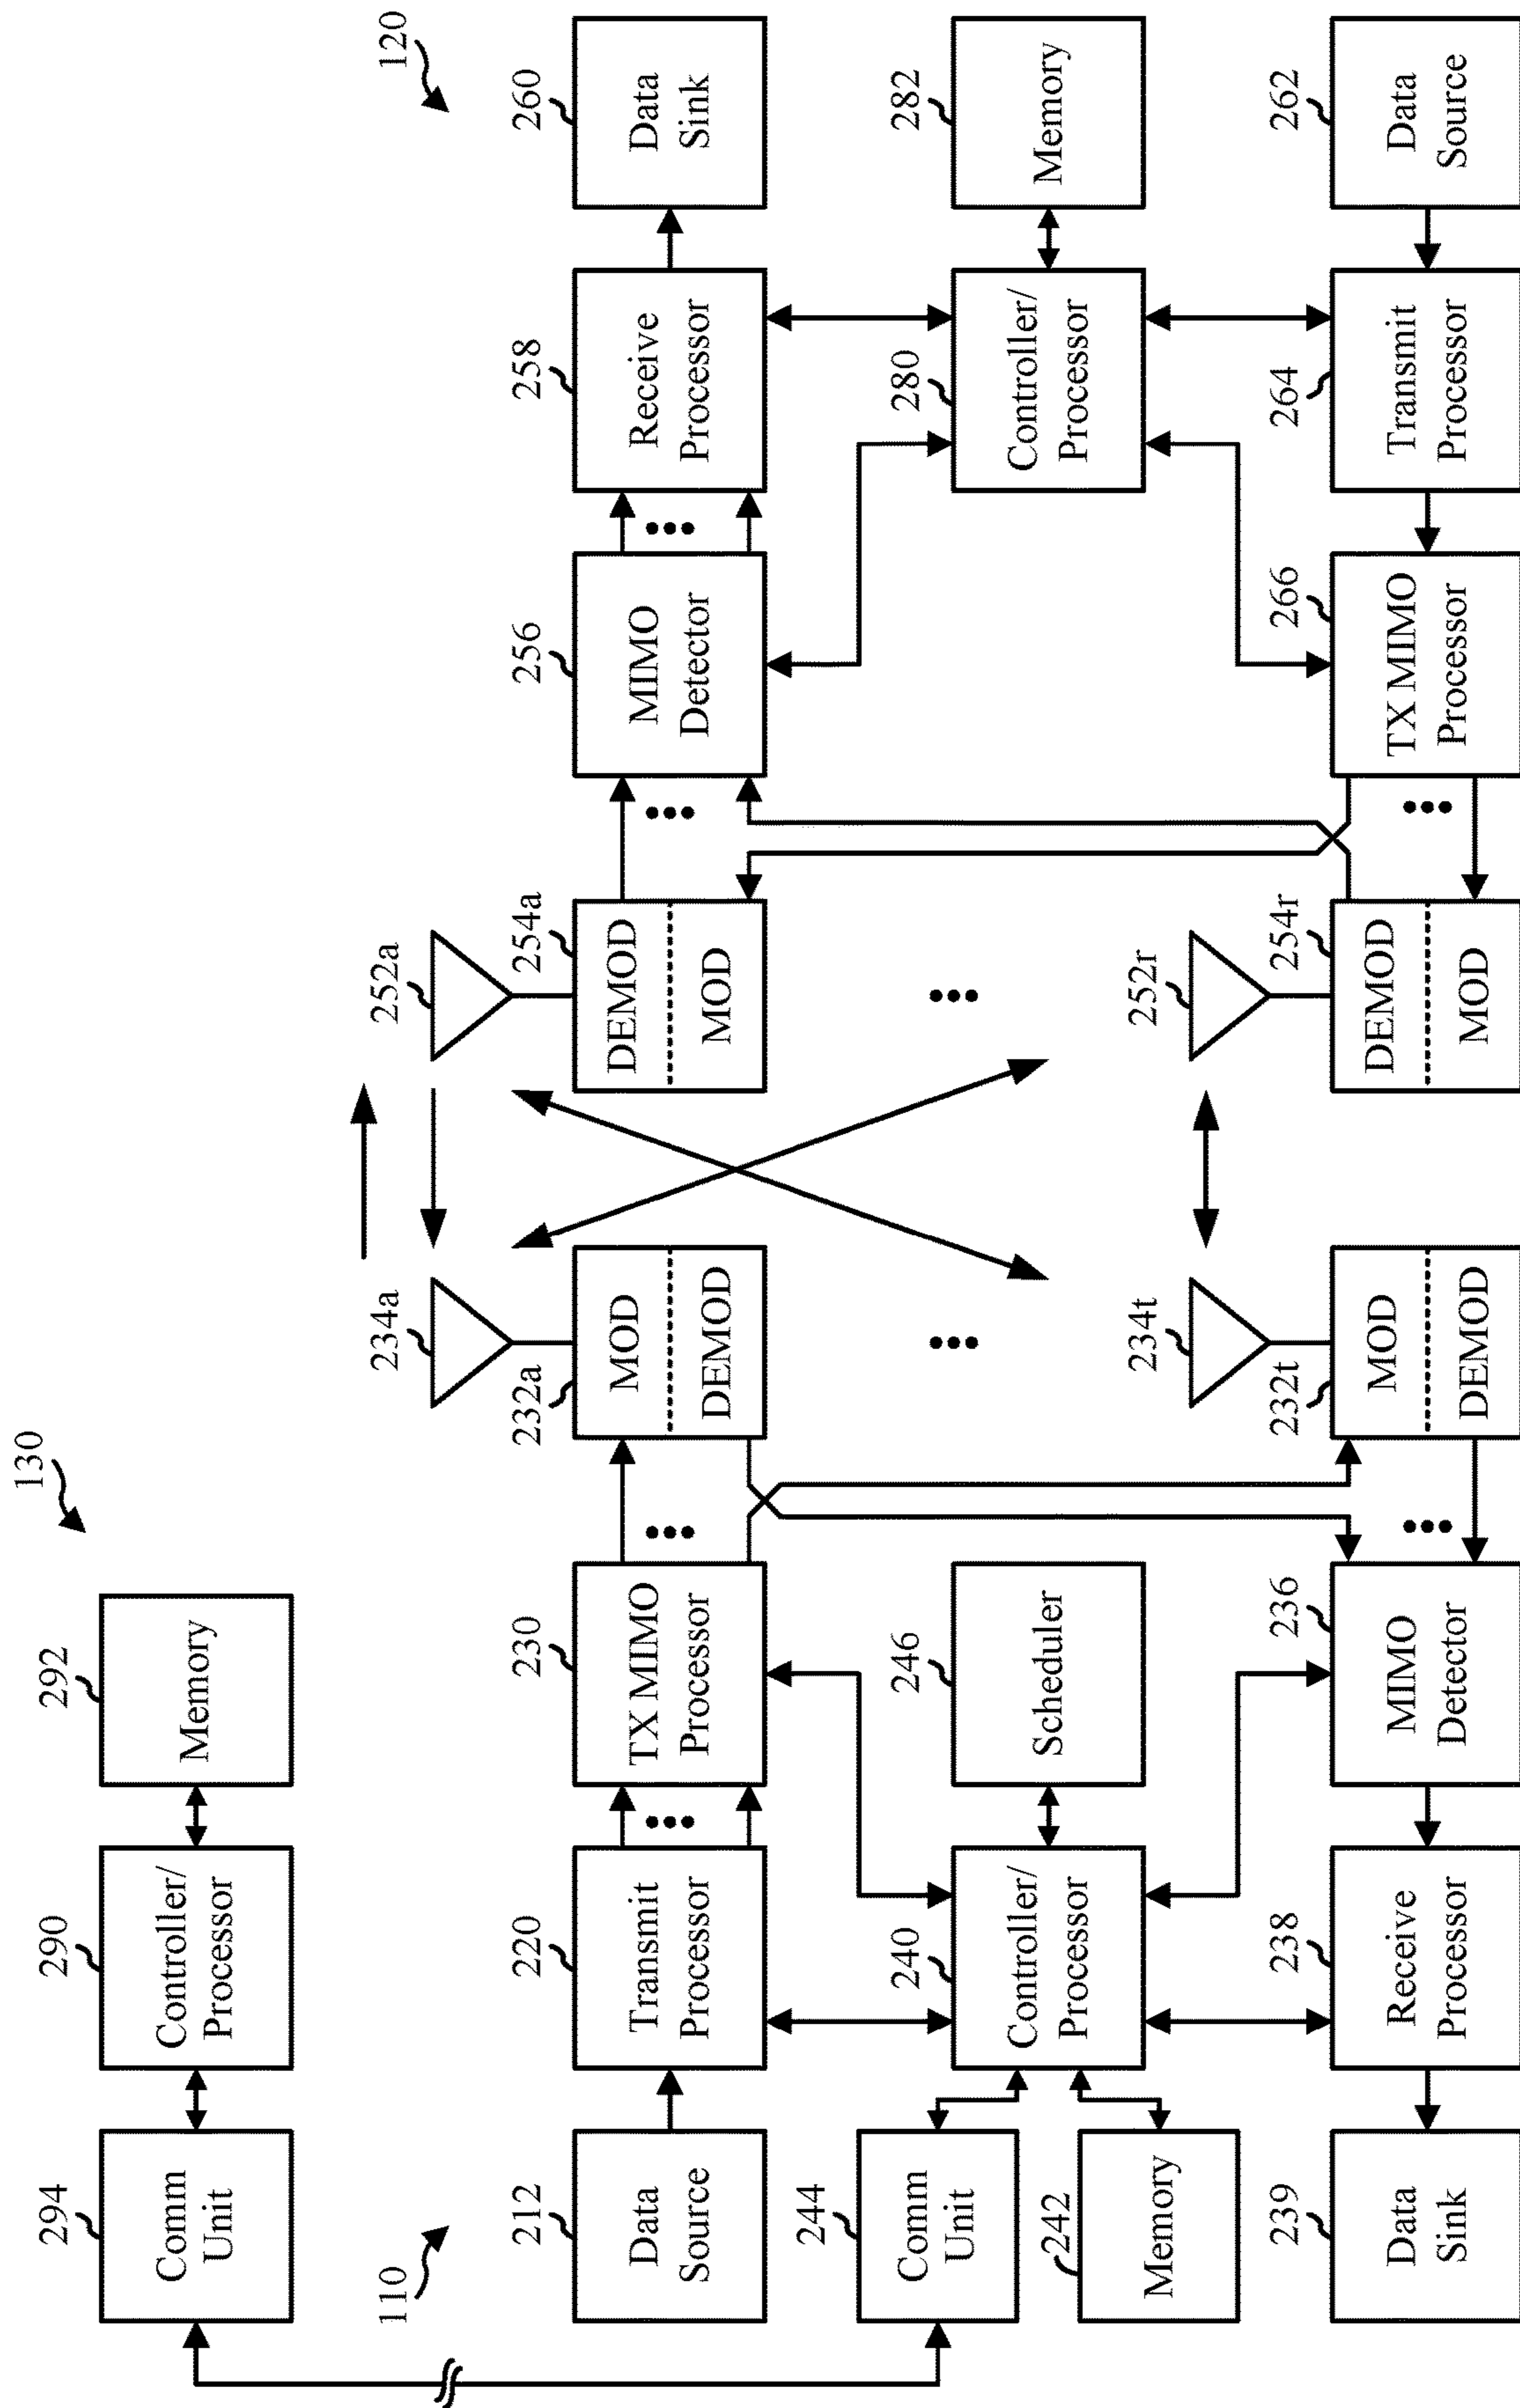 130
294
290
292
Comm
Unit
Controller/
Processor
Memory
110
120
234a
252a
212
220
230
232a
254a
256
258
260
Data
Source
Transmit
Processor
TX MIMO
Processor
MOD
DEMOD
DEMOD
MOD
MIMO
Detector
Receive
Processor
Data
Sink
244
240
246
280
282
Comm
Unit
Controller/
Processor
Scheduler
Controller/
Processor
Memory
242
Memory
234t
252r
239
238
236
232t
254r
266
264
262
Data
Sink
Receive
Processor
MIMO
Detector
MOD
DEMOD
DEMOD
MOD
TX MIMO
Processor
Transmit
Processor
Data
Source